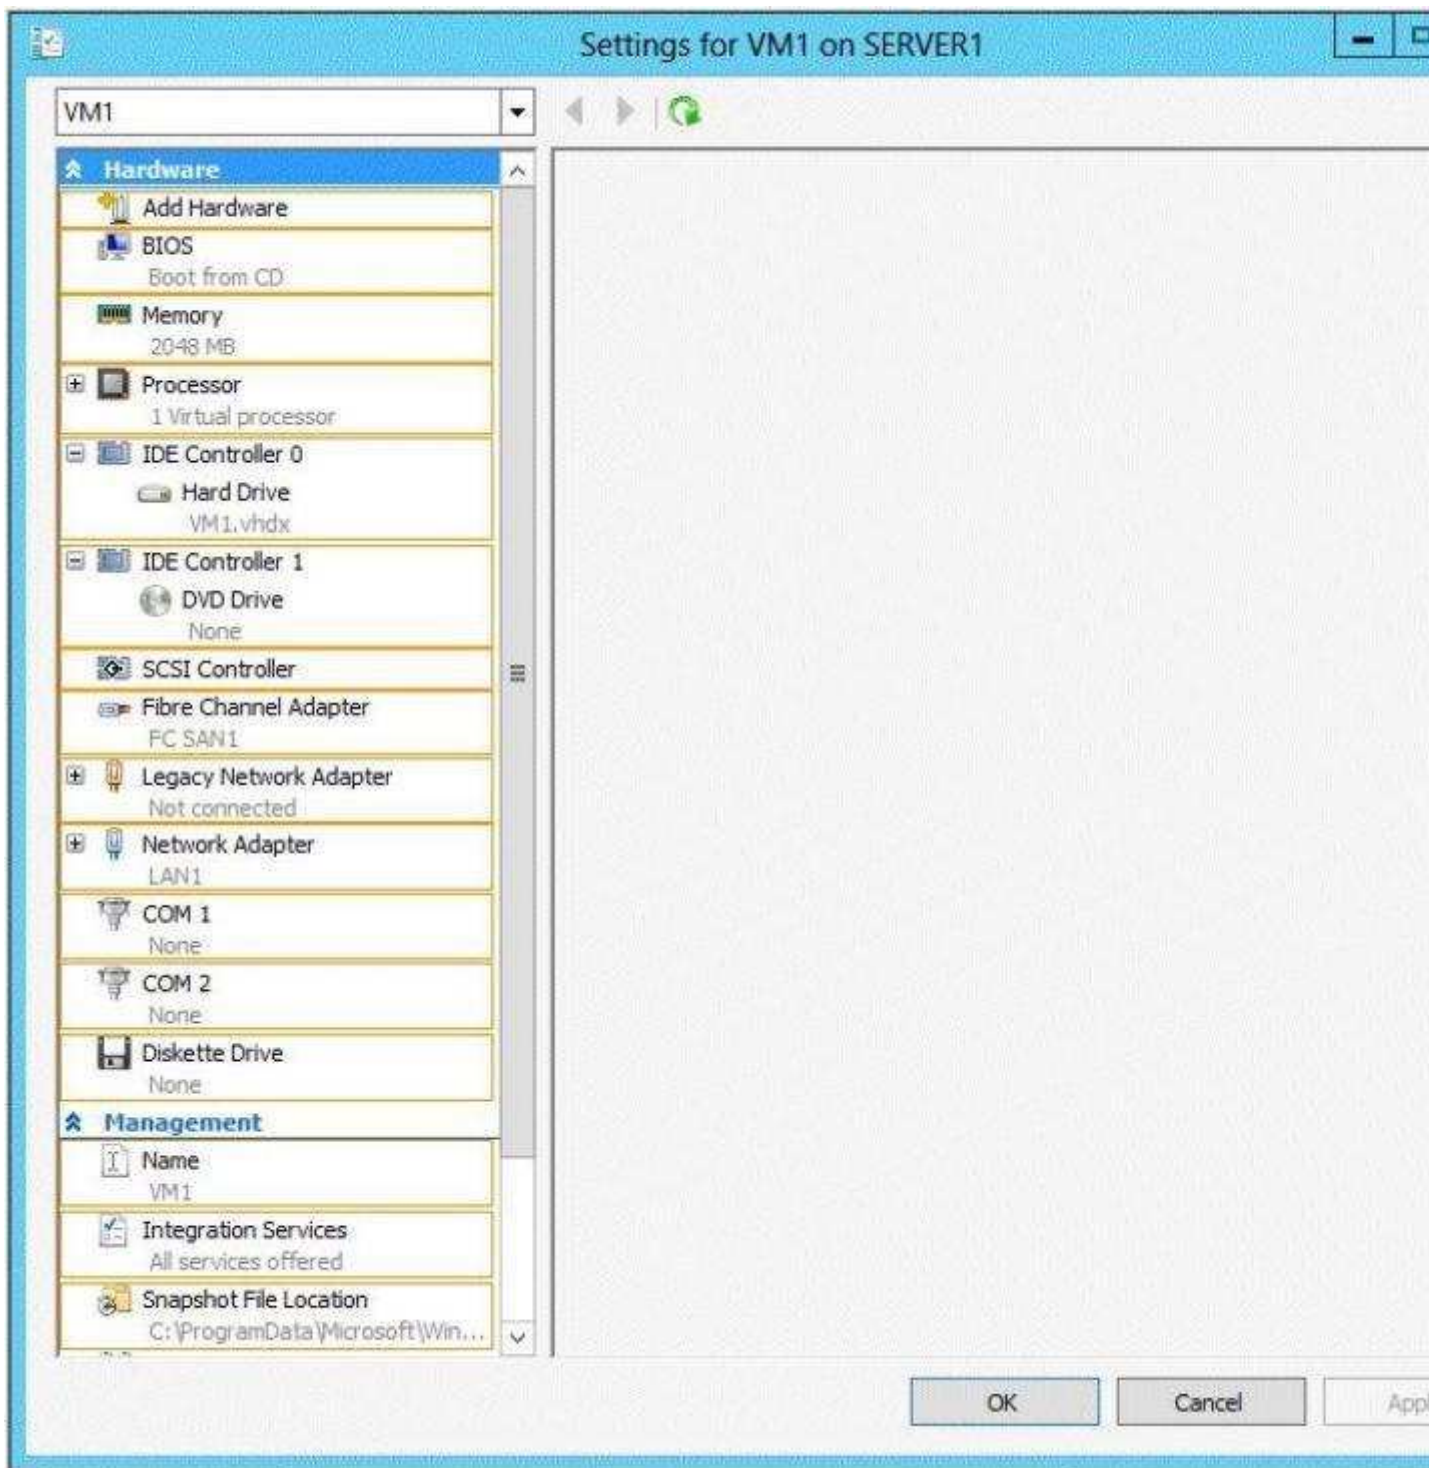 Settings for VM1 on SERVER1
VM1
Hardware
Add Hardware
BIOS
Boot from CD
Memory
2048 MB
Processor
1 Virtual processor
IDE Controller 0
Hard Drive
VM1.vhdx
IDE Controller 1
DVD Drive
None
SCSI Controller
Fibre Channel Adapter
FC SAN1
Legacy Network Adapter
Not connected
Network Adapter
LAN1
COM 1
None
COM 2
None
Diskette Drive
None
Management
Name
VM1
Integration Services
All services offered
Snapshot File Location
C:\ProgramData\Microsoft\Win...
OK Cancel Appl